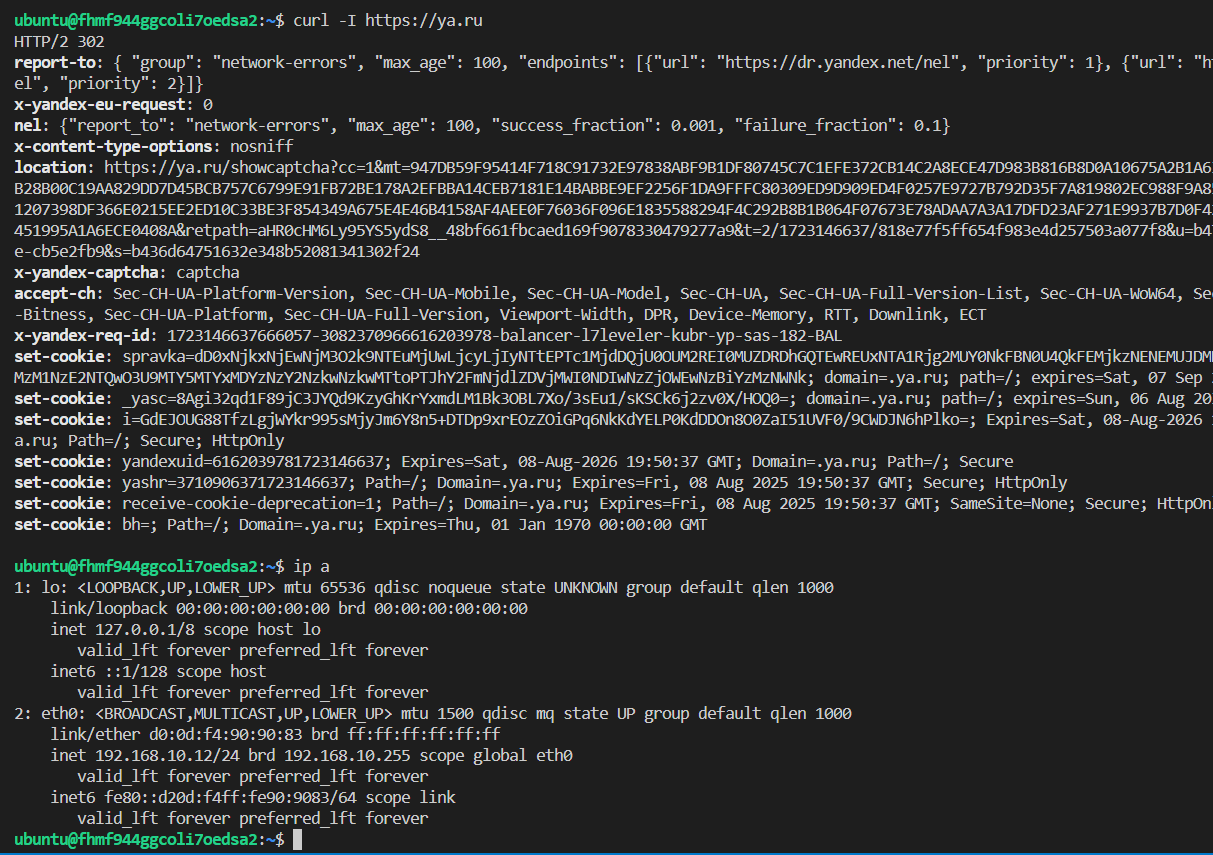 ubuntu@fhmf944ggcoli7oedsa2:~$ curl -I https://ya.ru
HTTP/2 302
report-to: { "group": "network-errors", "max_age": 100, "endpoints": [{"url": "https://dr.yandex.net/nel", "priority": 1}, {"url": "ht
el", "priority": 2}]}
x-yandex-eu-request: 0
nel: {"report_to": "network-errors", "max_age": 100, "success_fraction": 0.001, "failure_fraction": 0.1}
x-content-type-options: nosniff
location: https://ya.ru/showcaptcha?cc=1&mt=947DB59F95414F718C91732E97838ABF9B1DF80745C7C1EFE372CB14C2A8ECE47D983B816B8D0A10675A2B1A6
B28B00C19AA829DD7D45BCB757C6799E91FB72BE178A2EFBBA14CEB7181E14BABBE9EF2256F1DA9FFFC80309ED9D909ED4F0257E9727B792D35F7A819802EC988F9A8
1207398DF366E0215EE2ED10C33BE3F854349A675E4E46B4158AF4AEE0F76036F096E1835588294F4C292B8B1B064F07673E78ADAA7A3A17DFD23AF271E9937B7D0F4
451995A1A6ECE0408A&retpath=aHR0cHM6Ly95YS5ydS8__48bf661fbcaed169f9078330479277a9&t=2/1723146637/818e77f5ff654f983e4d257503a077f8&u=b4
e-cb5e2fb9&s=b436d64751632e348b52081341302f24
x-yandex-captcha: captcha
accept-ch: Sec-CH-UA-Platform-Version, Sec-CH-UA-Mobile, Sec-CH-UA-Model, Sec-CH-UA, Sec-CH-UA-Full-Version-List, Sec-CH-UA-WoW64, Sec
-Bitness, Sec-CH-UA-Platform, Sec-CH-UA-Full-Version, Viewport-Width, DPR, Device-Memory, RTT, Downlink, ECT
x-yandex-req-id: 1723146637666057-3082370966616203978-balancer-l7leveler-kubr-yp-sas-182-BAL
set-cookie: spravka=dD0xNjkxNjEwNjM3O2k9NTEuMjUwLjcyLjIyNTtEPTc1MjdDQjU0OUM2REI0MUZDRDhGQTEwREUxNTA1Rjg2MUY0NkFBN0U4QkFEMjkzNENEMUJDM
MzM1NzE2NTQwO3U9MTY5MTYxMDYzNzY2NzkwNzkwMTtoPTJhY2FmNjdlZDVjMWI0NDIwNzZjOWEwNzBiYzMzNWNk; domain=.ya.ru; path=/; expires=Sat, 07 Sep
set-cookie: _yasc=8Agi32qd1F89jC3JYQd9KzyGhKrYxmdLM1Bk3OBL7Xo/3sEu1/sKSCk6j2zv0X/HOQ0=; domain=.ya.ru; path=/; expires=Sun, 06 Aug 20
set-cookie: i=GdEJOUG88TfzLgjWYkr995sMjyJm6Y8n5+DTDp9xrEOzZOiGPq6NkKdYELP0KdDDOn8O0ZaI51UVF0/9CWDJN6hPlko=; Expires=Sat, 08-Aug-2026
a.ru; Path=/; Secure; HttpOnly
set-cookie: yandexuid=6162039781723146637; Expires=Sat, 08-Aug-2026 19:50:37 GMT; Domain=.ya.ru; Path=/; Secure
set-cookie: yashr=3710906371723146637; Path=/; Domain=.ya.ru; Expires=Fri, 08 Aug 2025 19:50:37 GMT; Secure; HttpOnly
set-cookie: receive-cookie-deprecation=1; Path=/; Domain=.ya.ru; Expires=Fri, 08 Aug 2025 19:50:37 GMT; SameSite=None; Secure; HttpOn
set-cookie: bh=; Path=/; Domain=.ya.ru; Expires=Thu, 01 Jan 1970 00:00:00 GMT
ubuntu@fhmf944ggcoli7oedsa2:~$ ip a
1: lo: <LOOPBACK,UP,LOWER_UP> mtu 65536 qdisc noqueue state UNKNOWN group default qlen 1000
link/loopback 00:00:00:00:00:00 brd 00:00:00:00:00:00
inet 127.0.0.1/8 scope host lo
valid_lft forever preferred_lft forever
inet6 ::1/128 scope host
valid_lft forever preferred_lft forever
2: eth0: <BROADCAST,MULTICAST,UP,LOWER_UP> mtu 1500 qdisc mq state UP group default qlen 1000
link/ether d0:0d:f4:90:90:83 brd ff:ff:ff:ff:ff:ff
inet 192.168.10.12/24 brd 192.168.10.255 scope global eth0
valid_lft forever preferred_lft forever
inet6 fe80::d20d:f4ff:fe90:9083/64 scope link
valid_lft forever preferred_lft forever
ubuntu@fhmf944ggcoli7oedsa2:~$